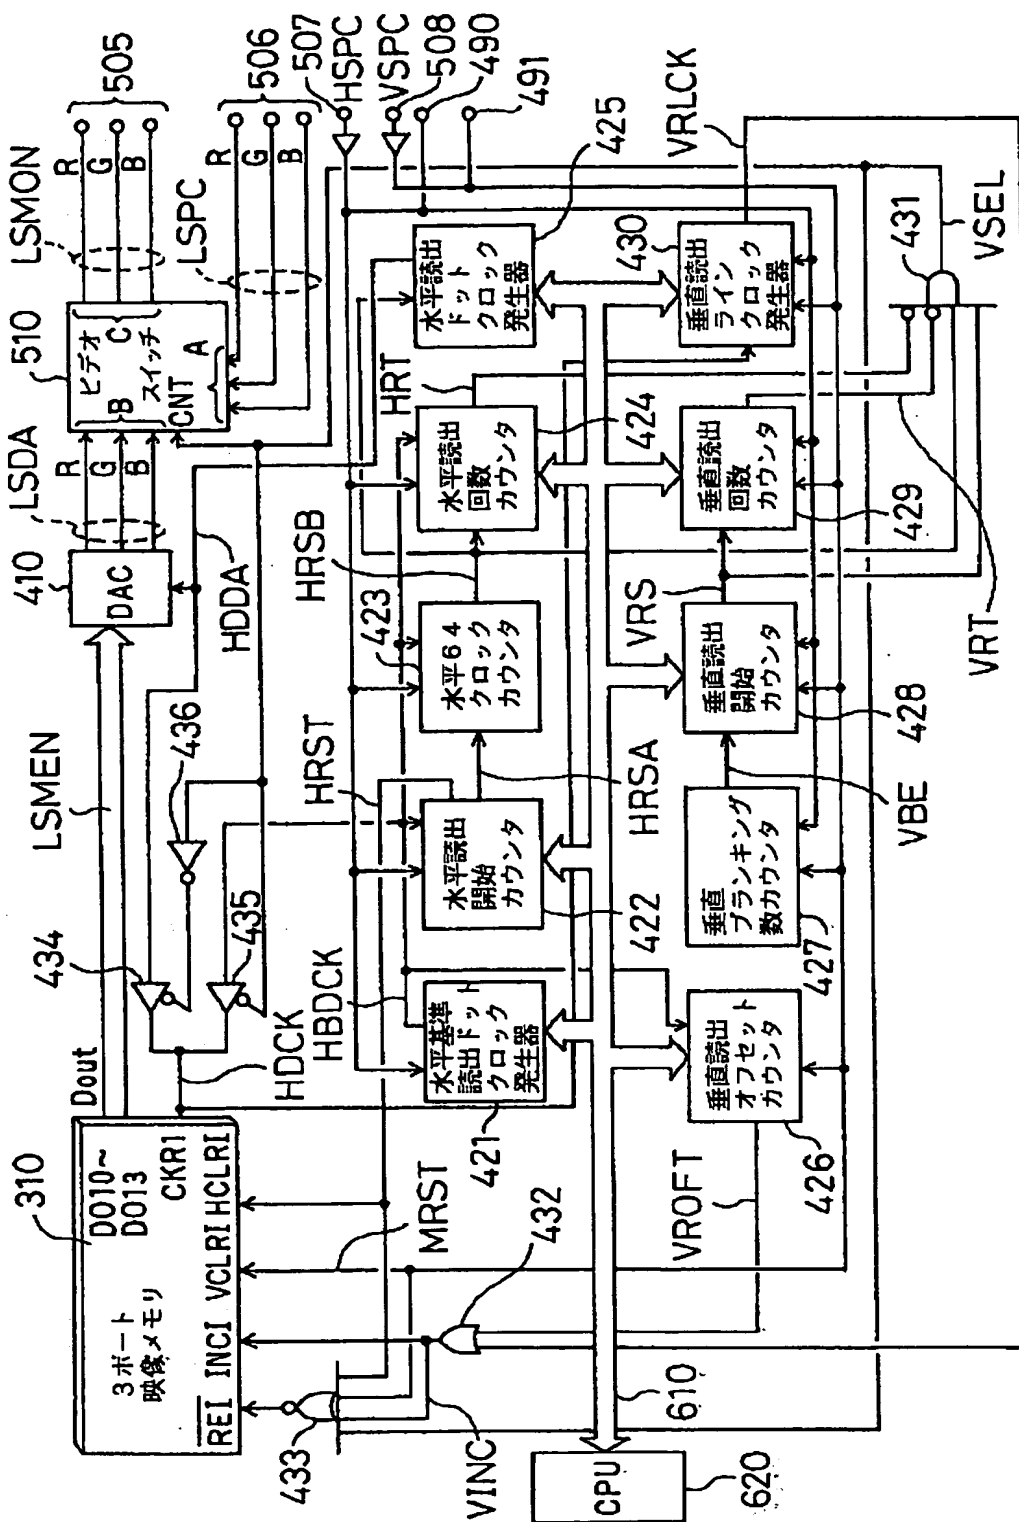 310
3ポート
映像メモリ
DO10~
DO13
CKR1
REI INCI VCLRI HCLRI
Dout
LSMEN
410
DAC
LSDA
R
G
B
510
ビデオ
スイッチ
B
C
A
CNT
LSMON
R
G
B
505
LSPC
R
G
B
506
507
HSPC
VSPC
508
490
491
434
435
436
HDDA
HDCK
HBDCK
HRST
421
水平基準
読出ドット
クロック
発生器
422
水平読出
開始
カウンタ
HRSA
423
水平64
クロック
カウンタ
HRSB
424
水平読出
回数
カウンタ
HRT
425
水平読出
ドット
クロック
発生器
426
垂直読出
オフセット
カウンタ
VROFT
427
垂直
ブランキング
数カウンタ
VBE
428
垂直読出
開始
カウンタ
VRS
429
垂直読出
回数
カウンタ
VRT
430
垂直読出
ライン
クロック
発生器
VRLCK
431
VSEL
MRST
432
433
VINC
610
CPU
620